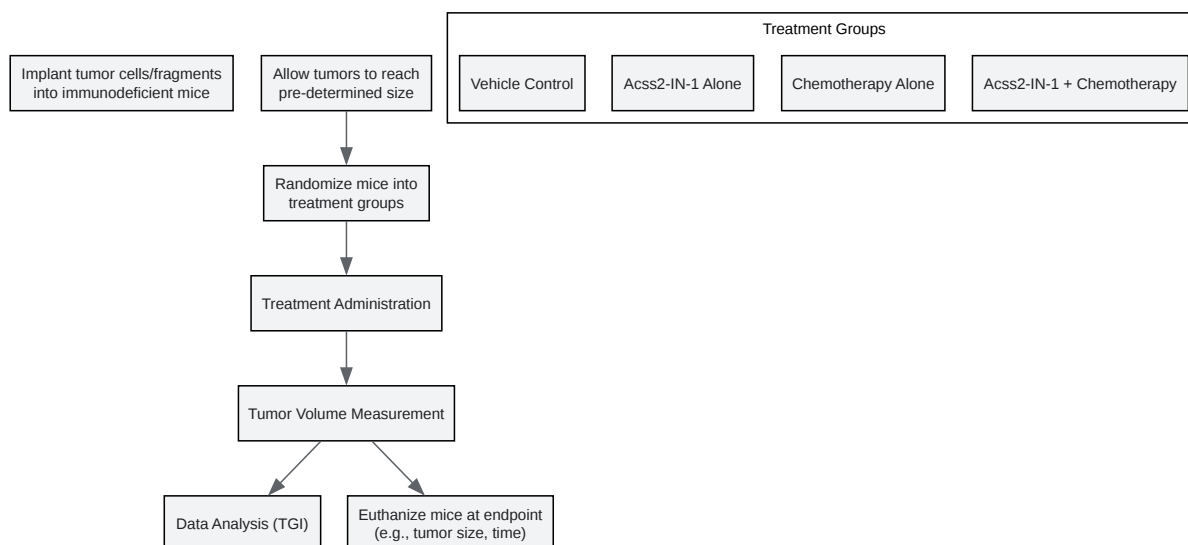 Treatment Groups
Implant tumor cells/fragments
into immunodeficient mice
Allow tumors to reach
pre-determined size
Vehicle Control
Acss2-IN-1 Alone
Chemotherapy Alone
Acss2-IN-1 + Chemotherapy
Randomize mice into
treatment groups
Treatment Administration
Tumor Volume Measurement
Data Analysis (TGI)
Euthanize mice at endpoint
(e.g., tumor size, time)